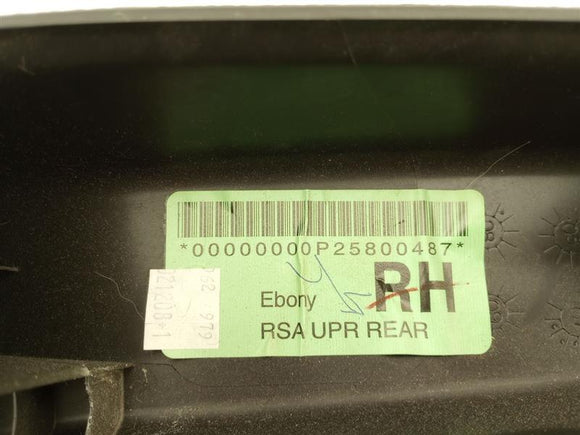 *00000000P25800487*
Ebony RH
RSA UPR REAR